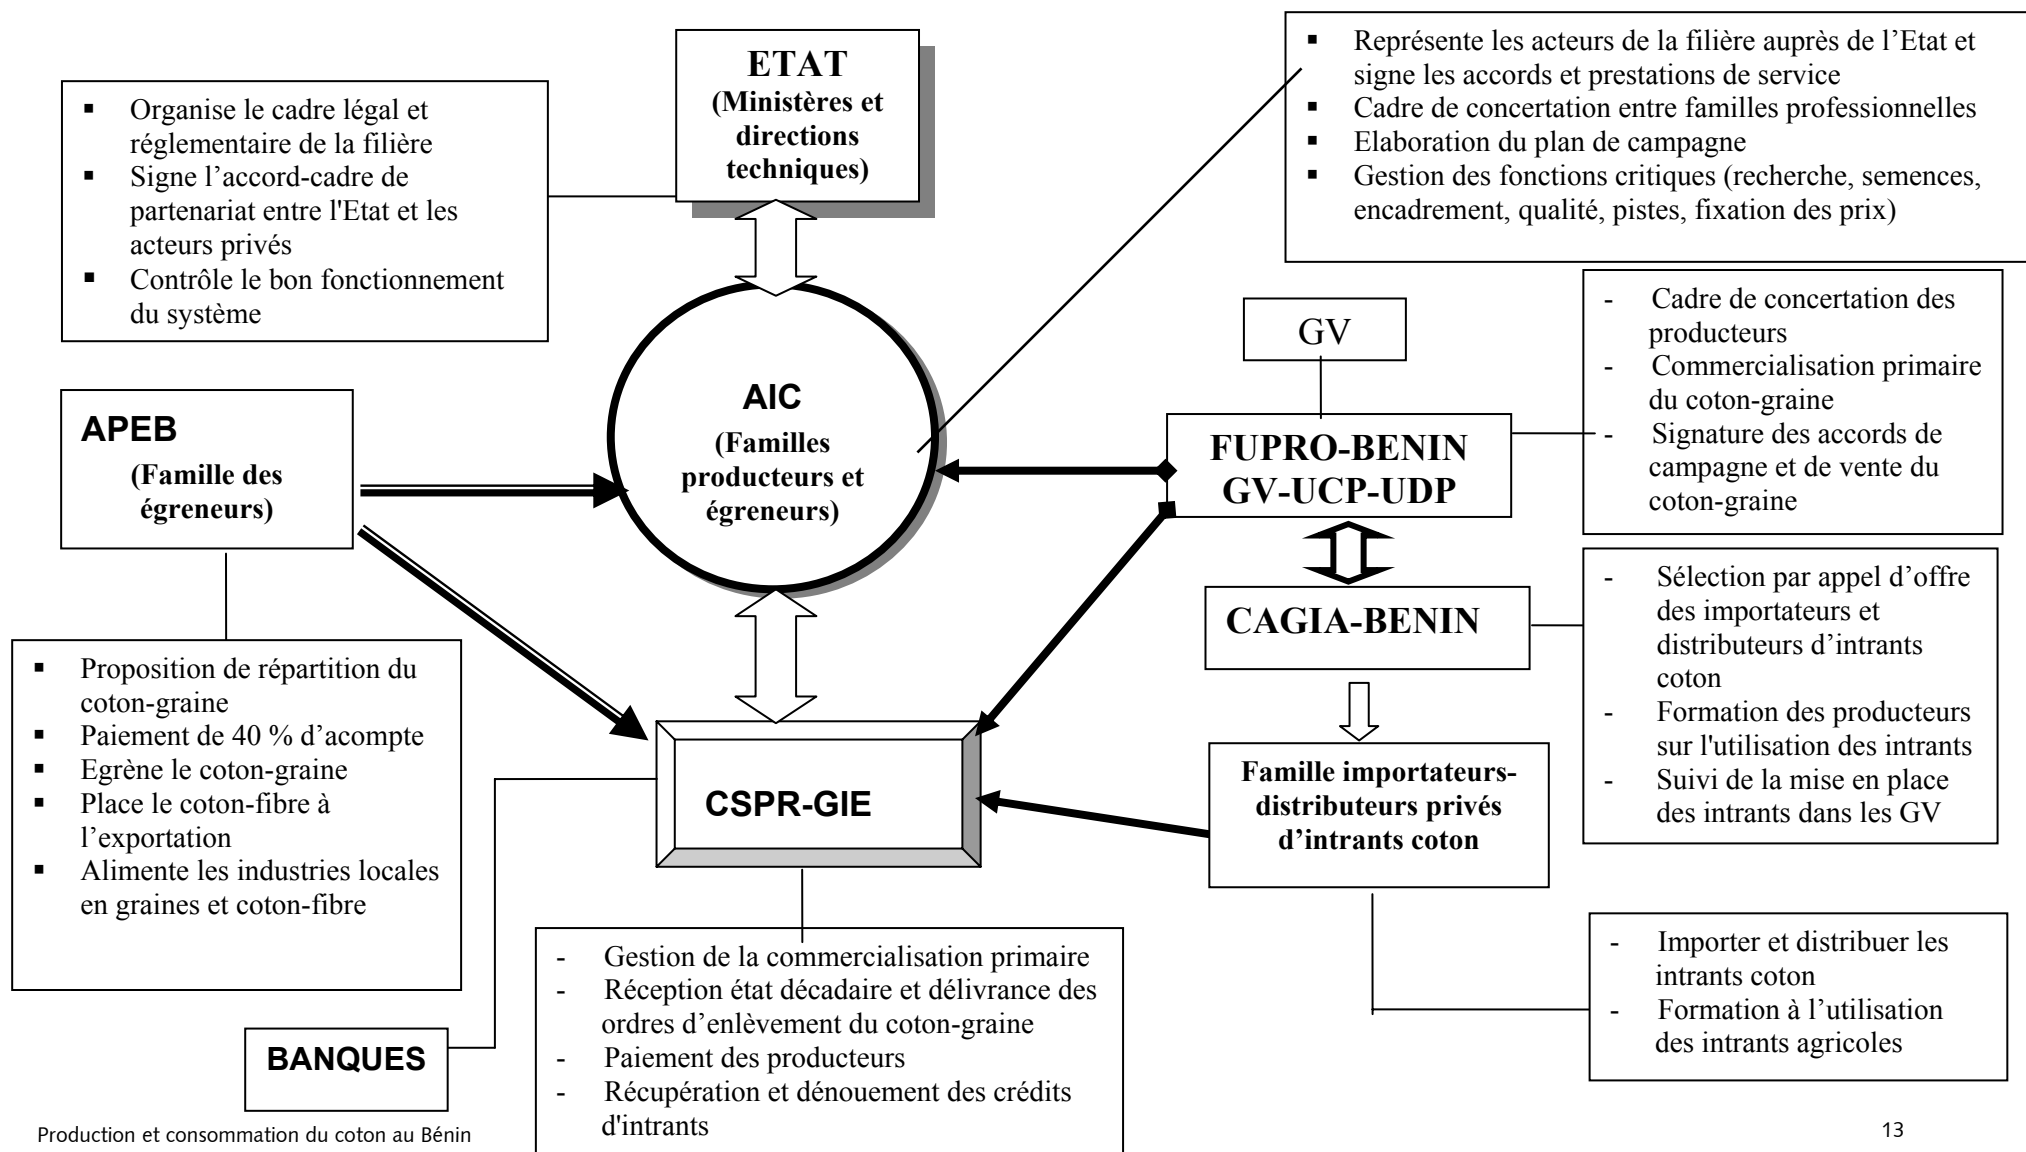 ETAT
(Ministères et
directions
techniques)
▪ Organise le cadre légal et
réglementaire de la filière
▪ Signe l’accord-cadre de
partenariat entre l'Etat et les
acteurs privés
▪ Contrôle le bon fonctionnement
du système
▪ Représente les acteurs de la filière auprès de l’Etat et
signe les accords et prestations de service
▪ Cadre de concertation entre familles professionnelles
▪ Elaboration du plan de campagne
▪ Gestion des fonctions critiques (recherche, semences,
encadrement, qualité, pistes, fixation des prix)
AIC
(Familles
producteurs et
égreneurs)
GV
- Cadre de concertation des
producteurs
- Commercialisation primaire
du coton-graine
- Signature des accords de
campagne et de vente du
coton-graine
APEB
(Famille des
égreneurs)
FUPRO-BENIN
GV-UCP-UDP
CAGIA-BENIN
- Sélection par appel d’offre
des importateurs et
distributeurs d’intrants
coton
- Formation des producteurs
sur l'utilisation des intrants
- Suivi de la mise en place
des intrants dans les GV
▪ Proposition de répartition du
coton-graine
▪ Paiement de 40 % d’acompte
▪ Egrène le coton-graine
▪ Place le coton-fibre à
l’exportation
▪ Alimente les industries locales
en graines et coton-fibre
CSPR-GIE
Famille importateurs-
distributeurs privés
d’intrants coton
- Gestion de la commercialisation primaire
- Réception état décadaire et délivrance des
ordres d’enlèvement du coton-graine
- Paiement des producteurs
- Récupération et dénouement des crédits
d'intrants
- Importer et distribuer les
intrants coton
- Formation à l’utilisation
des intrants agricoles
BANQUES
Production et consommation du coton au Bénin
13